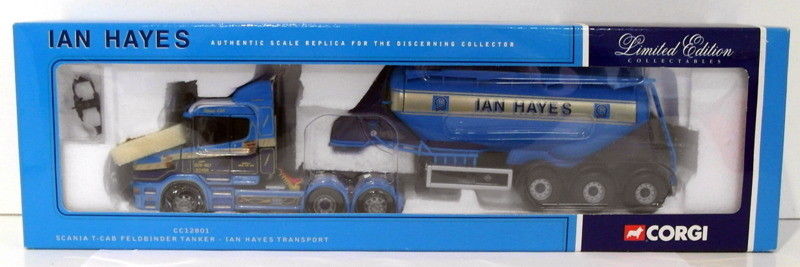 IAN HAYES
AUTHENTIC SCALE REPLICA FOR THE DISCERNING COLLECTOR
Limited Edition
COLLECTABLES
IAN HAYES
CC12801
SCANIA T-CAB FELDBINDER TANKER - IAN HAYES TRANSPORT
CORGI